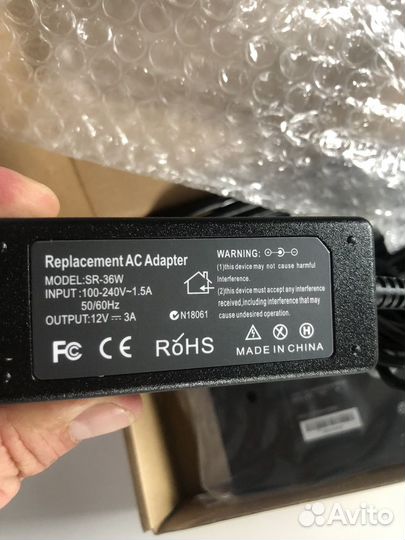 Replacement AC Adapter
MODEL:SR-36W
INPUT :100-240V~1.5A
50/60Hz
OUTPUT:12V ⎓ 3A
WARNING:
(1)this device may not cause harmful
Interference.
(2)this device must accept any interference
received,including interference that may
cause undesired operation.
N18061
FC CE RoHS
X H
MADE IN CHINA
Avito